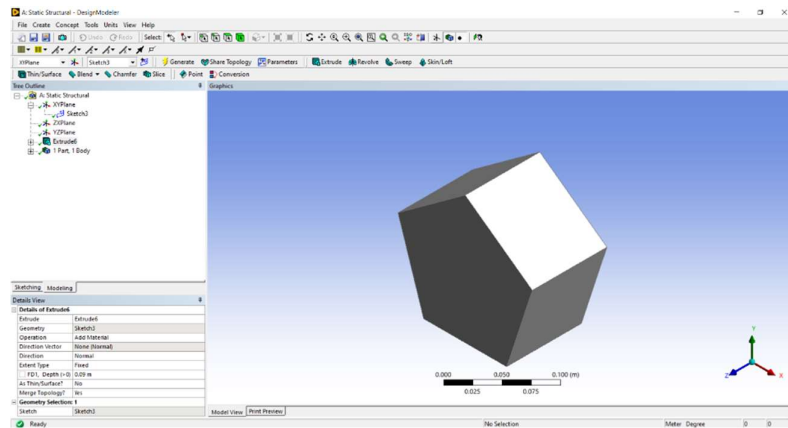 A: Static Structural - DesignModeler
File Create Concept Tools Units View Help
Undo Redo Select:
XYPlane Sketch3 Generate Share Topology Parameters Extrude Revolve Sweep Skin/Loft
Thin/Surface Blend Chamfer Slice Point Conversion
Tree Outline
A: Static Structural
XYPlane
Sketch3
ZXPlane
YZPlane
Extrude6
1 Part, 1 Body
Sketching Modeling
Details View
Details of Extrude6
Extrude Extrude6
Geometry Sketch3
Operation Add Material
Direction Vector None (Normal)
Direction Normal
Extent Type Fixed
FD1, Depth (>0) 0.09 m
As Thin/Surface? No
Merge Topology? Yes
Geometry Selection: 1
Sketch Sketch3
Graphics
0.000 0.050 0.100 (m)
0.025 0.075
Y
Z X
Model View Print Preview
Ready No Selection Meter Degree 0 0